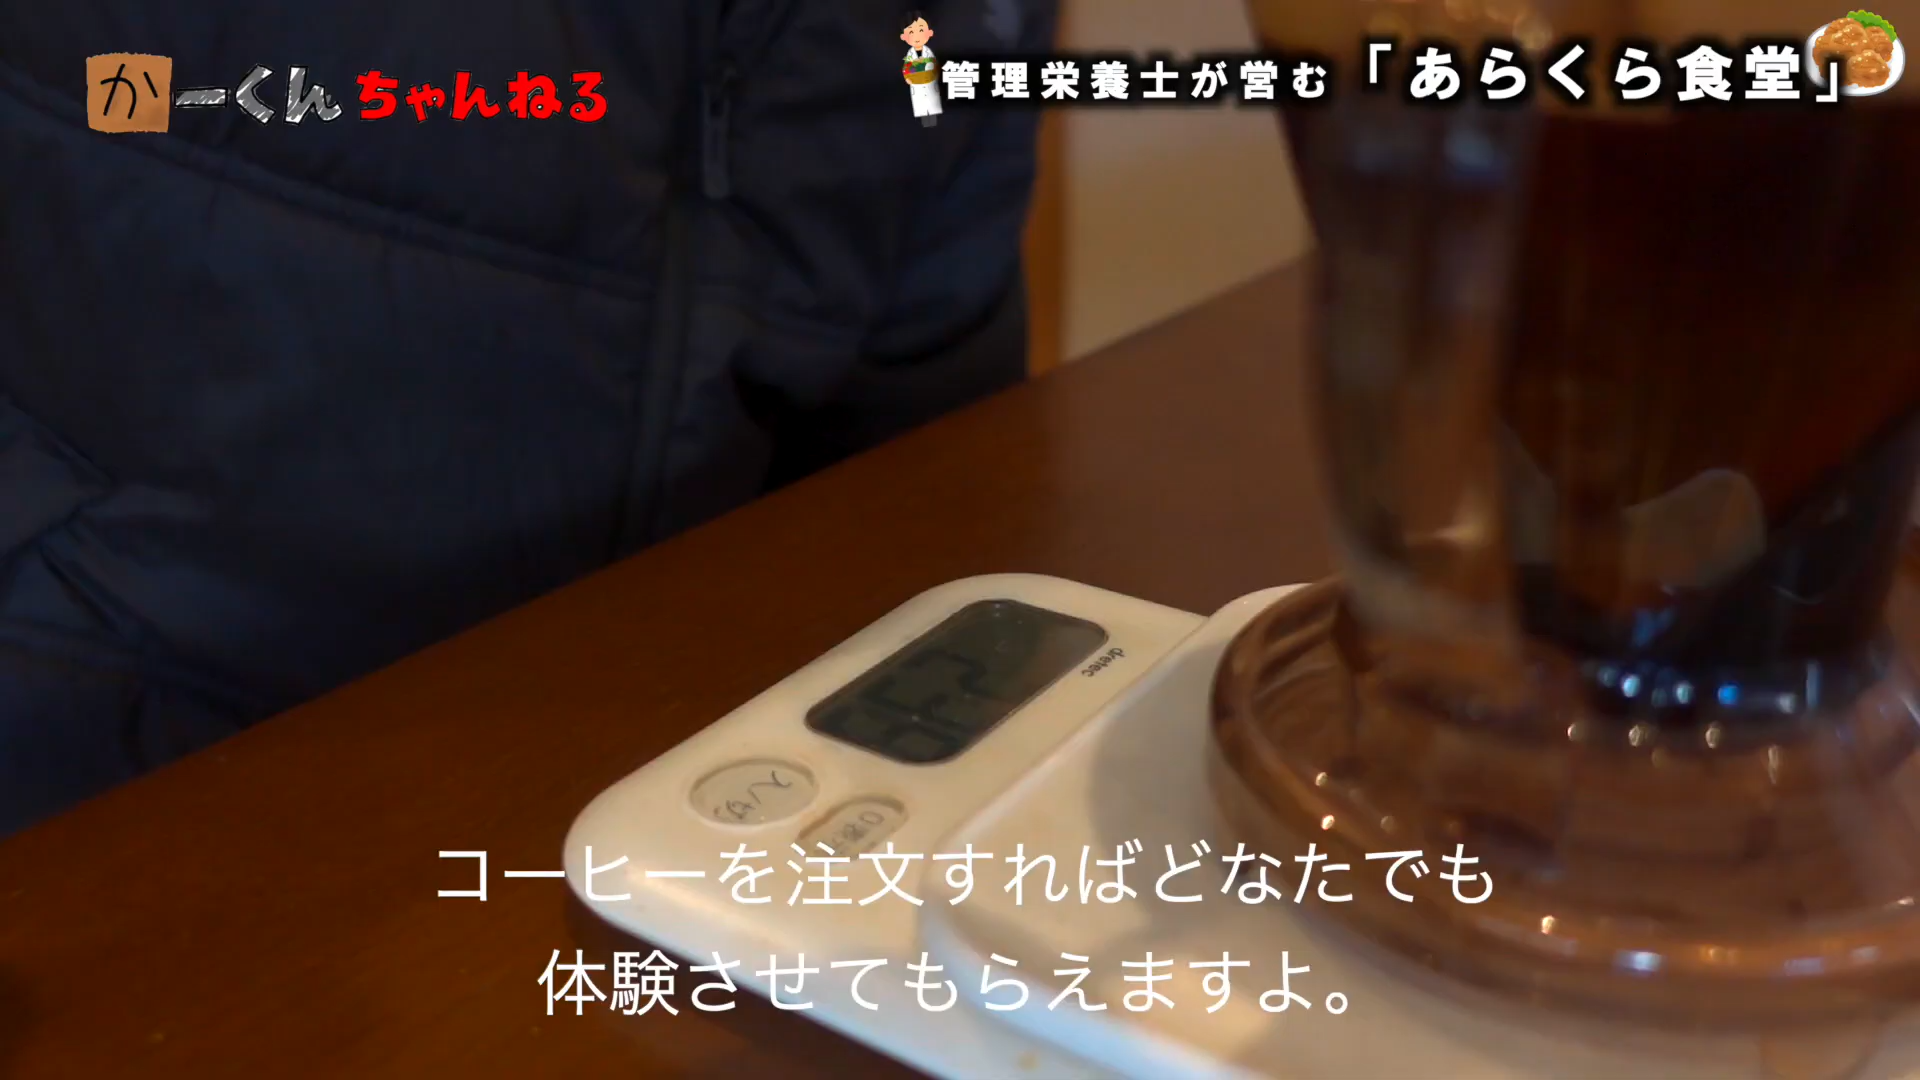 かーくんちゃんねる
管理栄養士が営む「あらくら食堂」
dretec
コーヒーを注文すればどなたでも
体験させてもらえますよ。